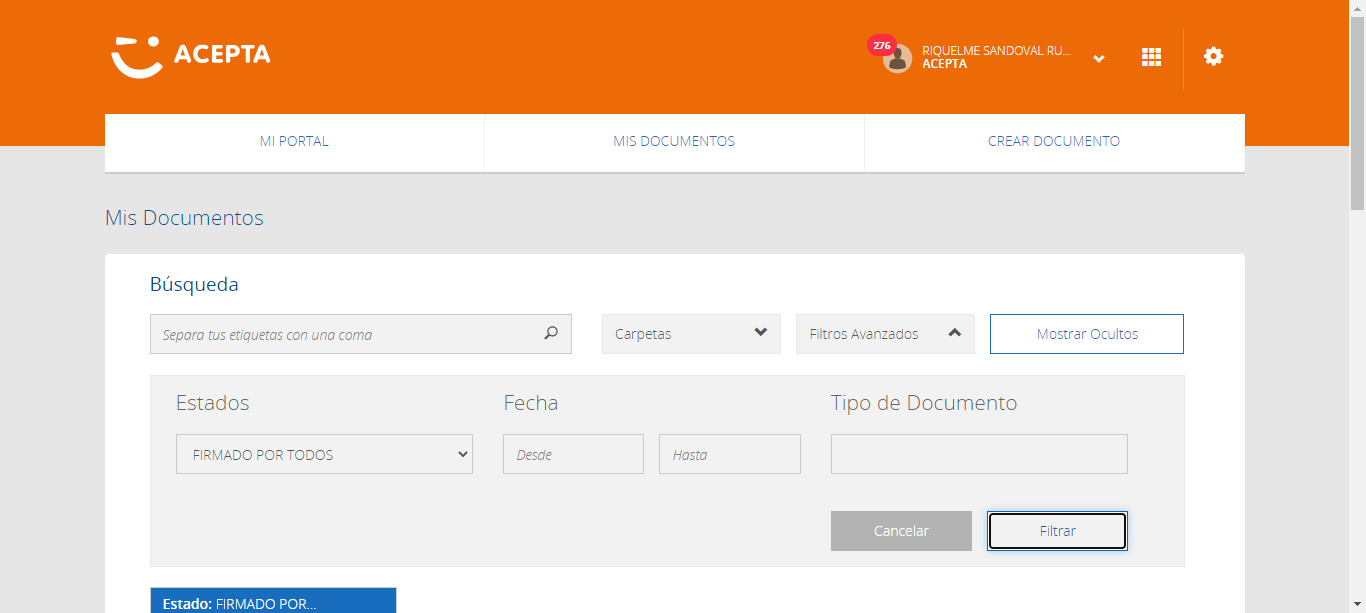 ACEPTA
276
RIQUELME SANDOVAL RU...
ACEPTA
MI PORTAL
MIS DOCUMENTOS
CREAR DOCUMENTO
Mis Documentos
Búsqueda
Separa tus etiquetas con una coma
Carpetas
Filtros Avanzados
Mostrar Ocultos
Estados
Fecha
Tipo de Documento
FIRMADO POR TODOS
Desde
Hasta
Cancelar
Filtrar
Estado: FIRMADO POR...